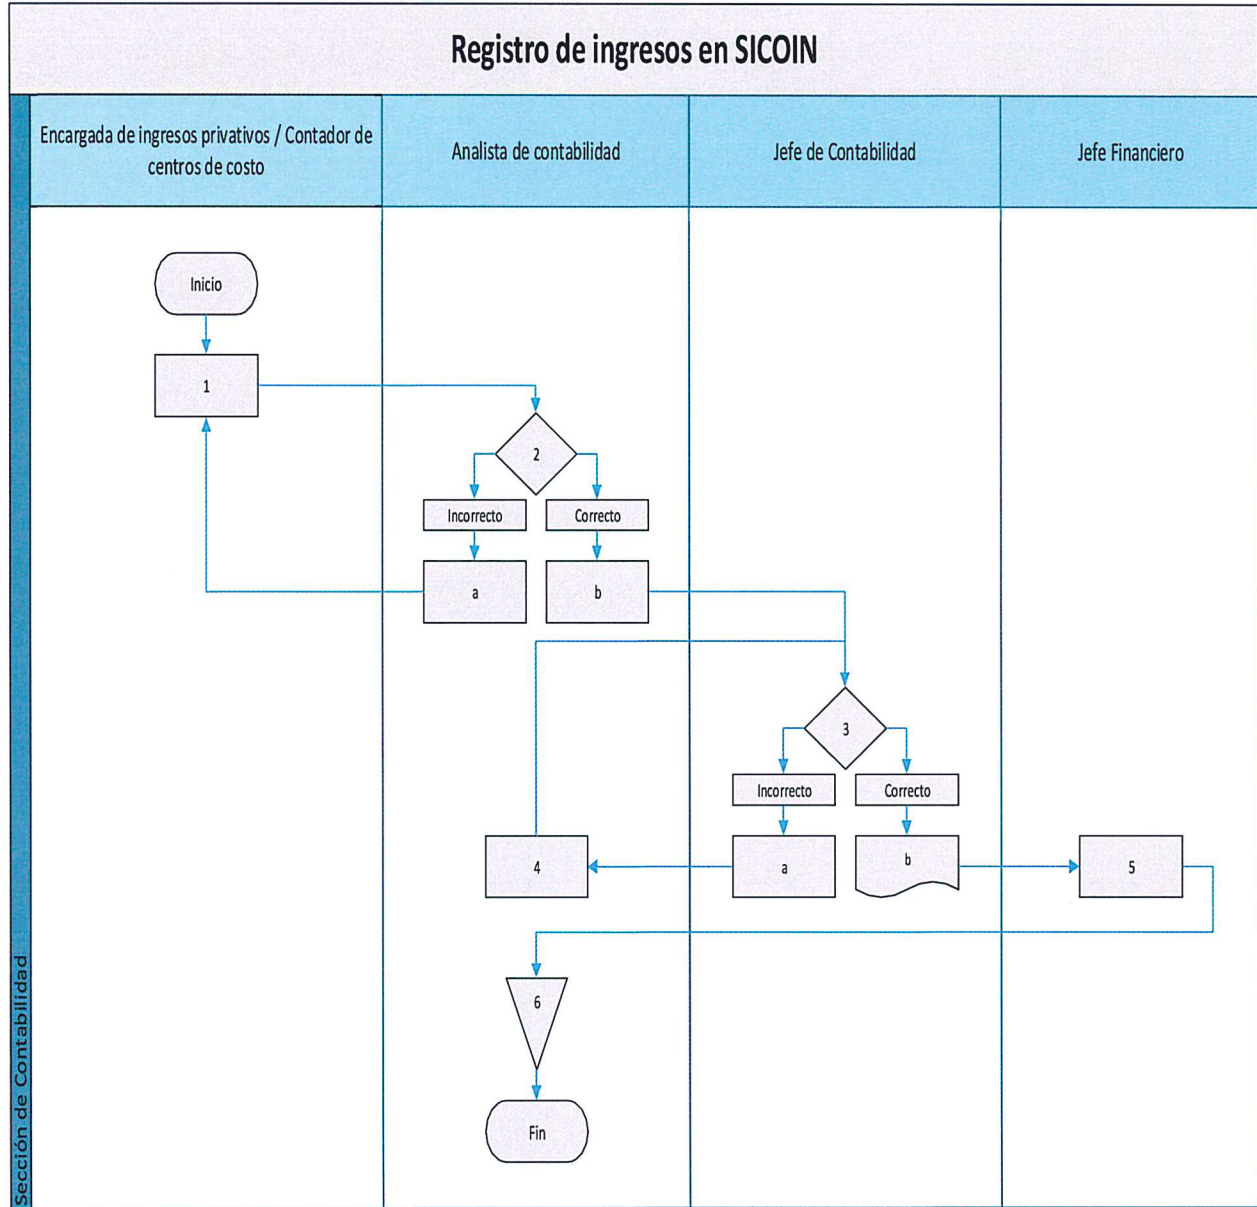 Registro de ingresos en SICOIN
Encargada de ingresos privativos / Contador de
centros de costo
Analista de contabilidad
Jefe de Contabilidad
Jefe Financiero
Inicio
1
2
Incorrecto
Correcto
a
b
3
Incorrecto
Correcto
4
a
b
5
6
Fin
Sección de Contabilidad